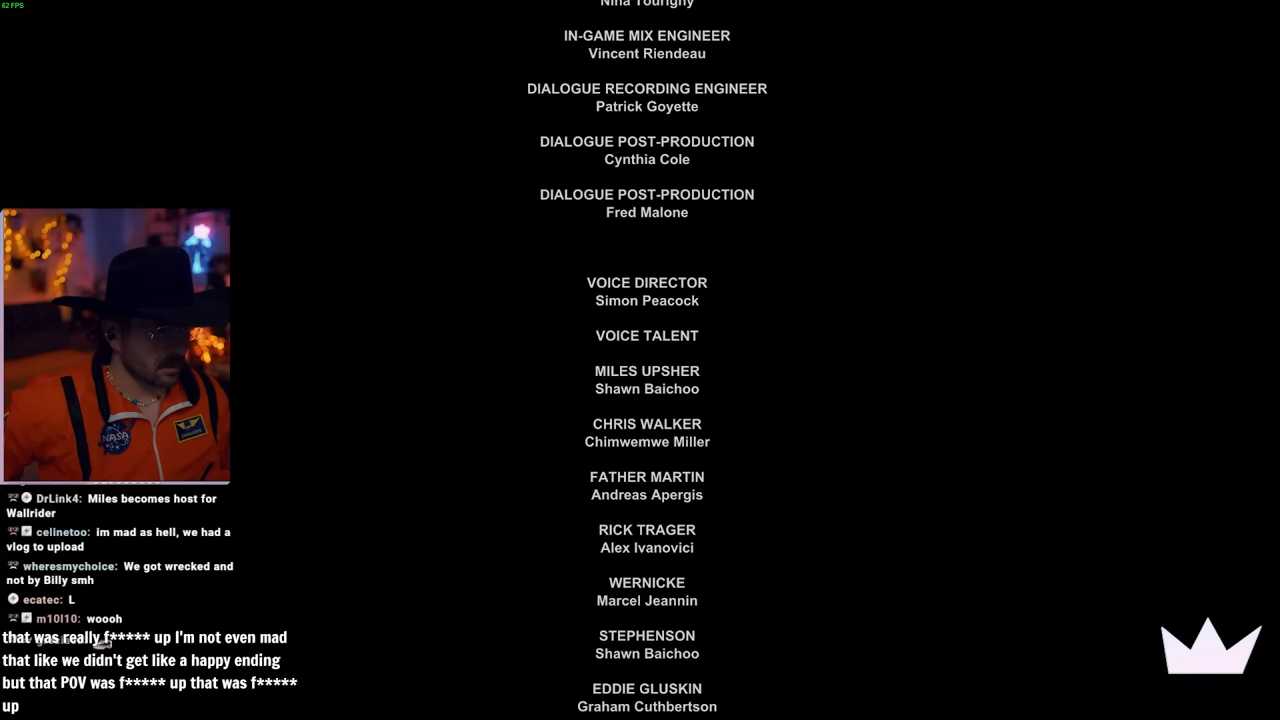 62 FPS
Nina Tourigny
IN-GAME MIX ENGINEER
Vincent Riendeau
DIALOGUE RECORDING ENGINEER
Patrick Goyette
DIALOGUE POST-PRODUCTION
Cynthia Cole
DIALOGUE POST-PRODUCTION
Fred Malone
VOICE DIRECTOR
Simon Peacock
VOICE TALENT
MILES UPSHER
Shawn Baichoo
CHRIS WALKER
Chimwemwe Miller
FATHER MARTIN
Andreas Apergis
RICK TRAGER
Alex Ivanovici
WERNICKE
Marcel Jeannin
STEPHENSON
Shawn Baichoo
EDDIE GLUSKIN
Graham Cuthbertson
NASA
DrLink4: Miles becomes host for
Wallrider
celinetoo: im mad as hell, we had a
vlog to upload
wheresmychoice: We got wrecked and
not by Billy smh
ecatec: L
m10l10: woooh
that was really f***** up I'm not even mad
that like we didn't get like a happy ending
but that POV was f***** up that was f*****
up